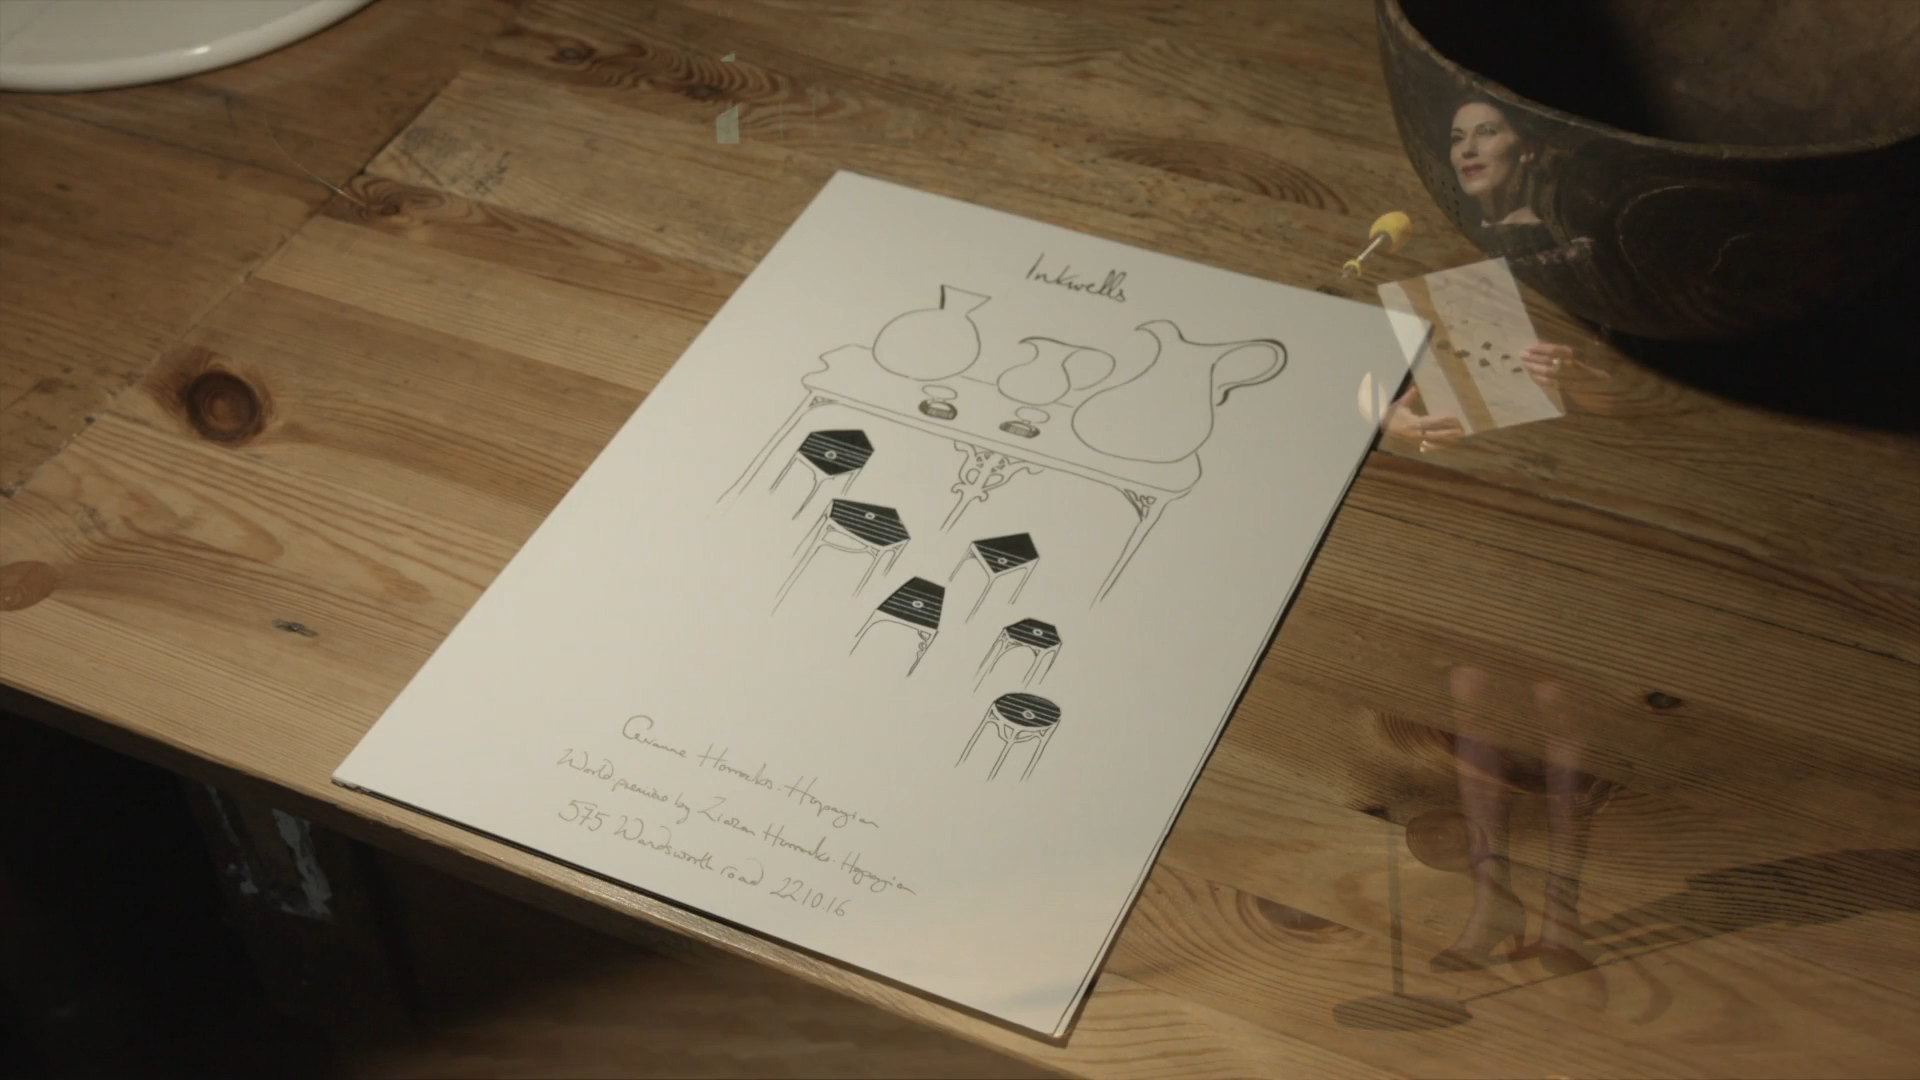 Inkwells
Cevanne Horrocks-Hopayian
World premiere by Ziazan Horrocks-Hopayian
575 Wandsworth road 22.10.16